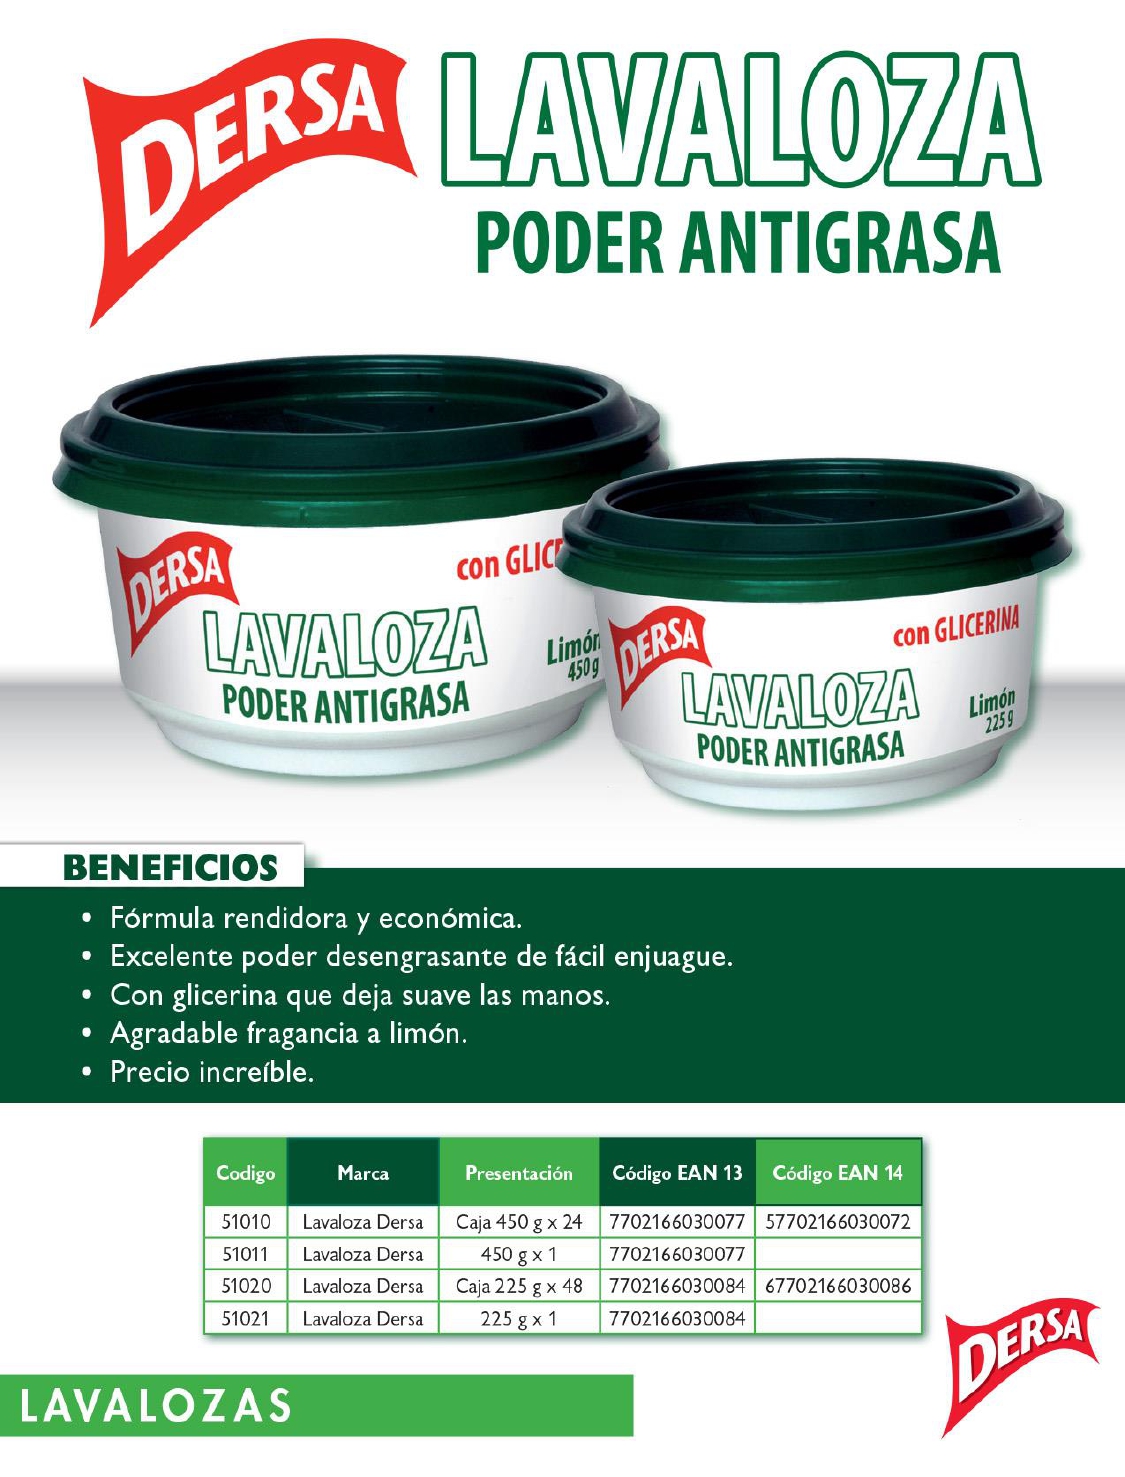 DERSA
LAVALOZA
PODER ANTIGRASA
DERSA
con GLICE
LAVALOZA
PODER ANTIGRASA
Limón
450 g
DERSA
con GLICERINA
LAVALOZA
PODER ANTIGRASA
Limón
225 g
BENEFICIOS
• Fórmula rendidora y económica.
• Excelente poder desengrasante de fácil enjuague.
• Con glicerina que deja suave las manos.
• Agradable fragancia a limón.
• Precio increíble.
Codigo Marca Presentación Código EAN 13 Código EAN 14
51010 Lavaloza Dersa Caja 450 g x 24 7702166030077 57702166030072
51011 Lavaloza Dersa 450 g x 1 7702166030077
51020 Lavaloza Dersa Caja 225 g x 48 7702166030084 67702166030086
51021 Lavaloza Dersa 225 g x 1 7702166030084
DERSA
LAVALOZAS